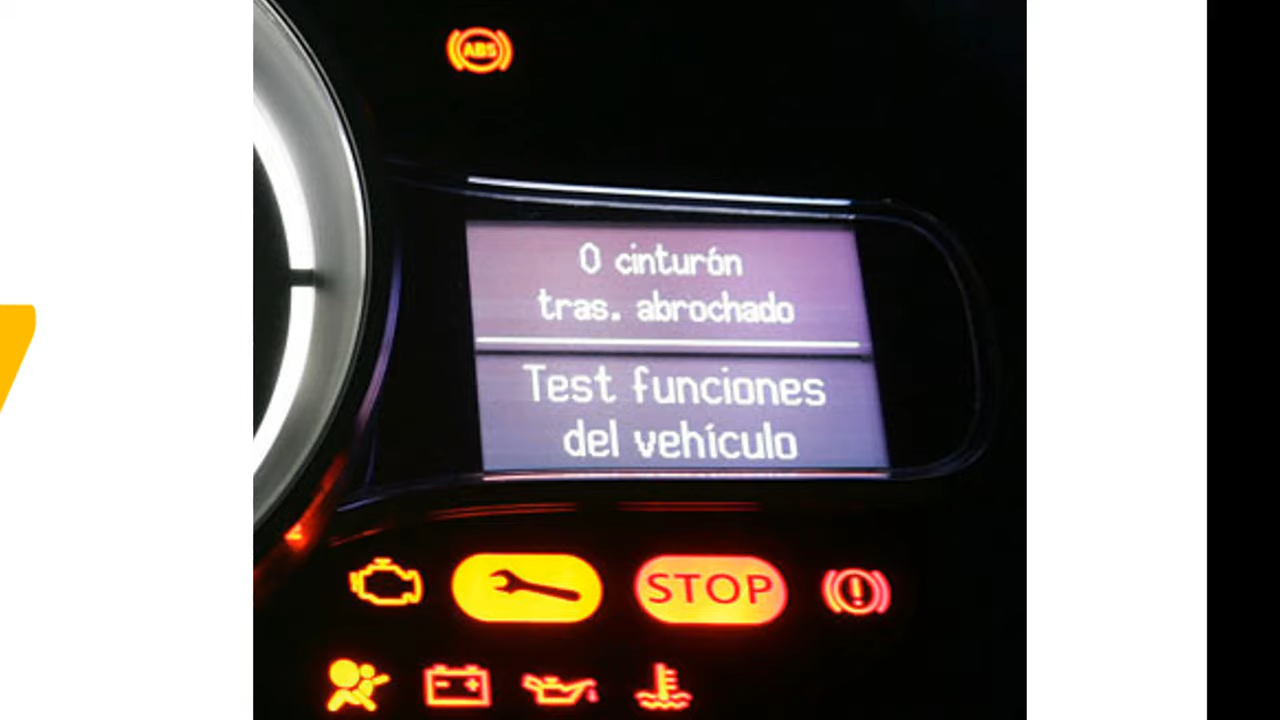 ABS
0 cinturón
tras. abrochado
Test funciones
del vehículo
STOP